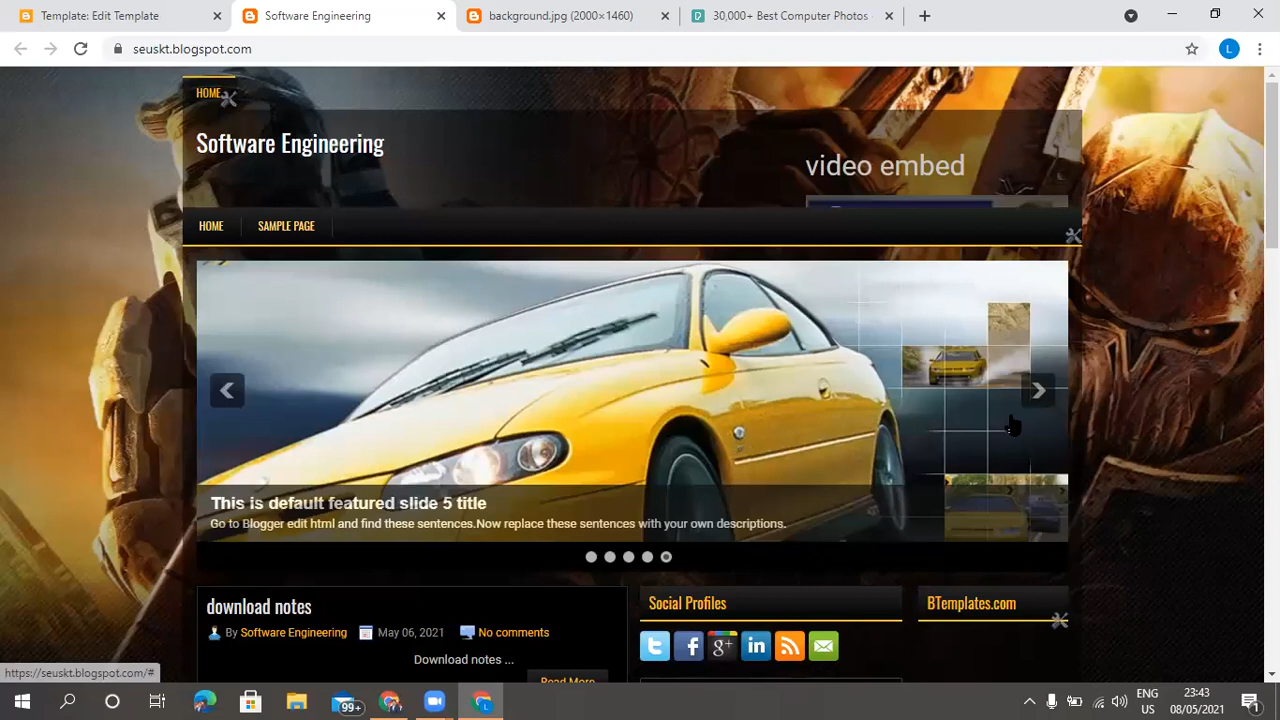 Template: Edit Template
Software Engineering
background.jpg (2000×1460)
30,000+ Best Computer Photos
seuskt.blogspot.com
L
HOME
Software Engineering
video embed
HOME
SAMPLE PAGE
This is default featured slide 5 title
Go to Blogger edit html and find these sentences.Now replace these sentences with your own descriptions.
download notes
Social Profiles
BTemplates.com
By Software Engineering
May 06, 2021
No comments
Download notes ...
Read More
https://seuskt.blogspot.com/#
99+
ENG
US
23:43
08/05/2021